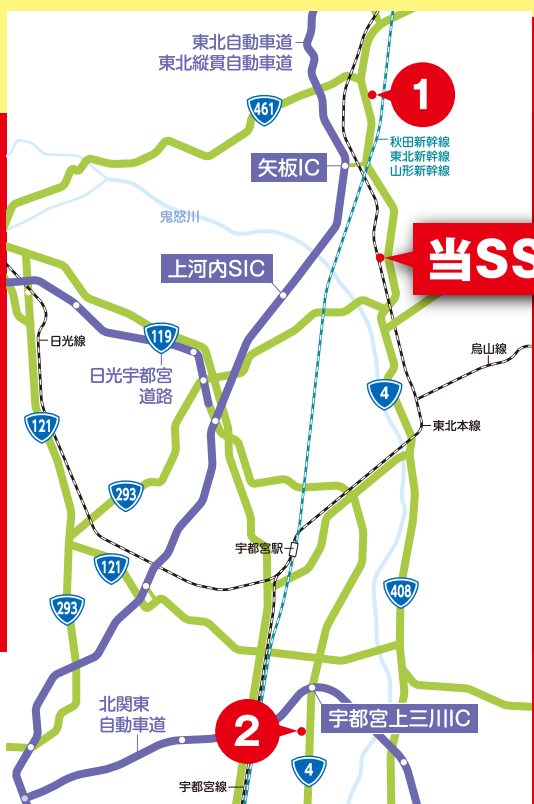 東北自動車道
東北縦貫自動車道
461
1
秋田新幹線
東北新幹線
山形新幹線
矢板IC
鬼怒川
当SS
上河内SIC
119
日光線
烏山線
日光宇都宮
道路
4
121
東北本線
293
宇都宮駅
121
408
293
北関東
自動車道
宇都宮上三川IC
2
4
宇都宮線